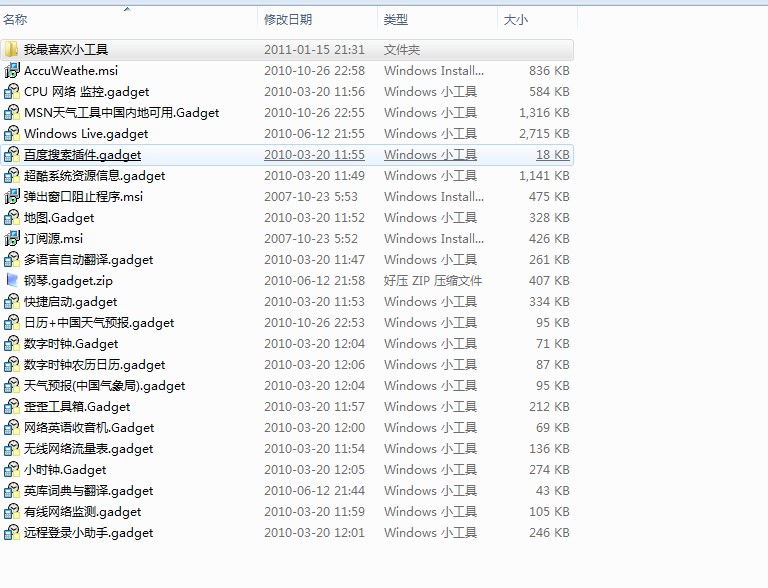 名称 修改日期 类型 大小
我最喜欢小工具 2011-01-15 21:31 文件夹
AccuWeathe.msi 2010-10-26 22:58 Windows Install... 836 KB
CPU 网络 监控.gadget 2010-03-20 11:56 Windows 小工具 584 KB
MSN天气工具中国内地可用.Gadget 2010-10-26 22:55 Windows 小工具 1,316 KB
Windows Live.gadget 2010-06-12 21:55 Windows 小工具 2,715 KB
百度搜索插件.gadget 2010-03-20 11:55 Windows 小工具 18 KB
超酷系统资源信息.gadget 2010-03-20 11:49 Windows 小工具 1,141 KB
弹出窗口阻止程序.msi 2007-10-23 5:53 Windows Install... 475 KB
地图.Gadget 2010-03-20 11:52 Windows 小工具 328 KB
订阅源.msi 2007-10-23 5:52 Windows Install... 426 KB
多语言自动翻译.gadget 2010-03-20 11:47 Windows 小工具 261 KB
钢琴.gadget.zip 2010-06-12 21:58 好压 ZIP 压缩文件 407 KB
快捷启动.gadget 2010-03-20 11:53 Windows 小工具 334 KB
日历+中国天气预报.gadget 2010-10-26 22:53 Windows 小工具 95 KB
数字时钟.Gadget 2010-03-20 12:04 Windows 小工具 71 KB
数字时钟农历日历.gadget 2010-03-20 12:06 Windows 小工具 87 KB
天气预报(中国气象局).gadget 2010-03-20 12:04 Windows 小工具 95 KB
歪歪工具箱.Gadget 2010-03-20 11:57 Windows 小工具 212 KB
网络英语收音机.Gadget 2010-03-20 12:00 Windows 小工具 69 KB
无线网络流量表.gadget 2010-03-20 11:54 Windows 小工具 136 KB
小时钟.Gadget 2010-03-20 12:05 Windows 小工具 274 KB
英库词典与翻译.gadget 2010-06-12 21:44 Windows 小工具 43 KB
有线网络监测.gadget 2010-03-20 11:59 Windows 小工具 105 KB
远程登录小助手.gadget 2010-03-20 12:01 Windows 小工具 246 KB